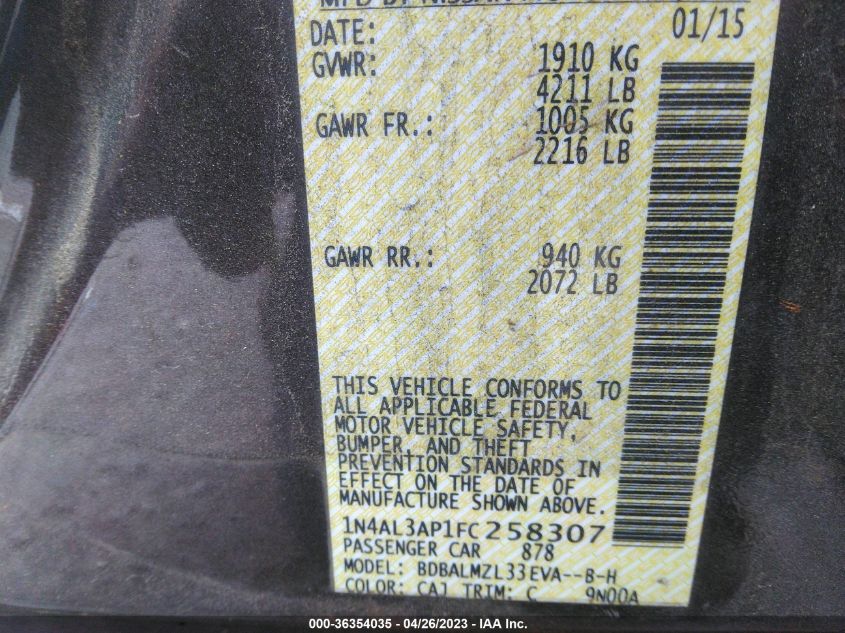 MFD BY NISSAN
DATE: 01/15
GVWR: 1910 KG
4211 LB
GAWR FR.: 1005 KG
2216 LB
GAWR RR.: 940 KG
2072 LB
THIS VEHICLE CONFORMS TO
ALL APPLICABLE FEDERAL
MOTOR VEHICLE SAFETY,
BUMPER, AND THEFT
PREVENTION STANDARDS IN
EFFECT ON THE DATE OF
MANUFACTURE SHOWN ABOVE.
1N4AL3AP1FC258307
PASSENGER CAR 878
MODEL: BDBALMZL33EVA--B-H
COLOR: CAJ TRIM: C 9N00A
000-36354035 - 04/26/2023 - IAA Inc.